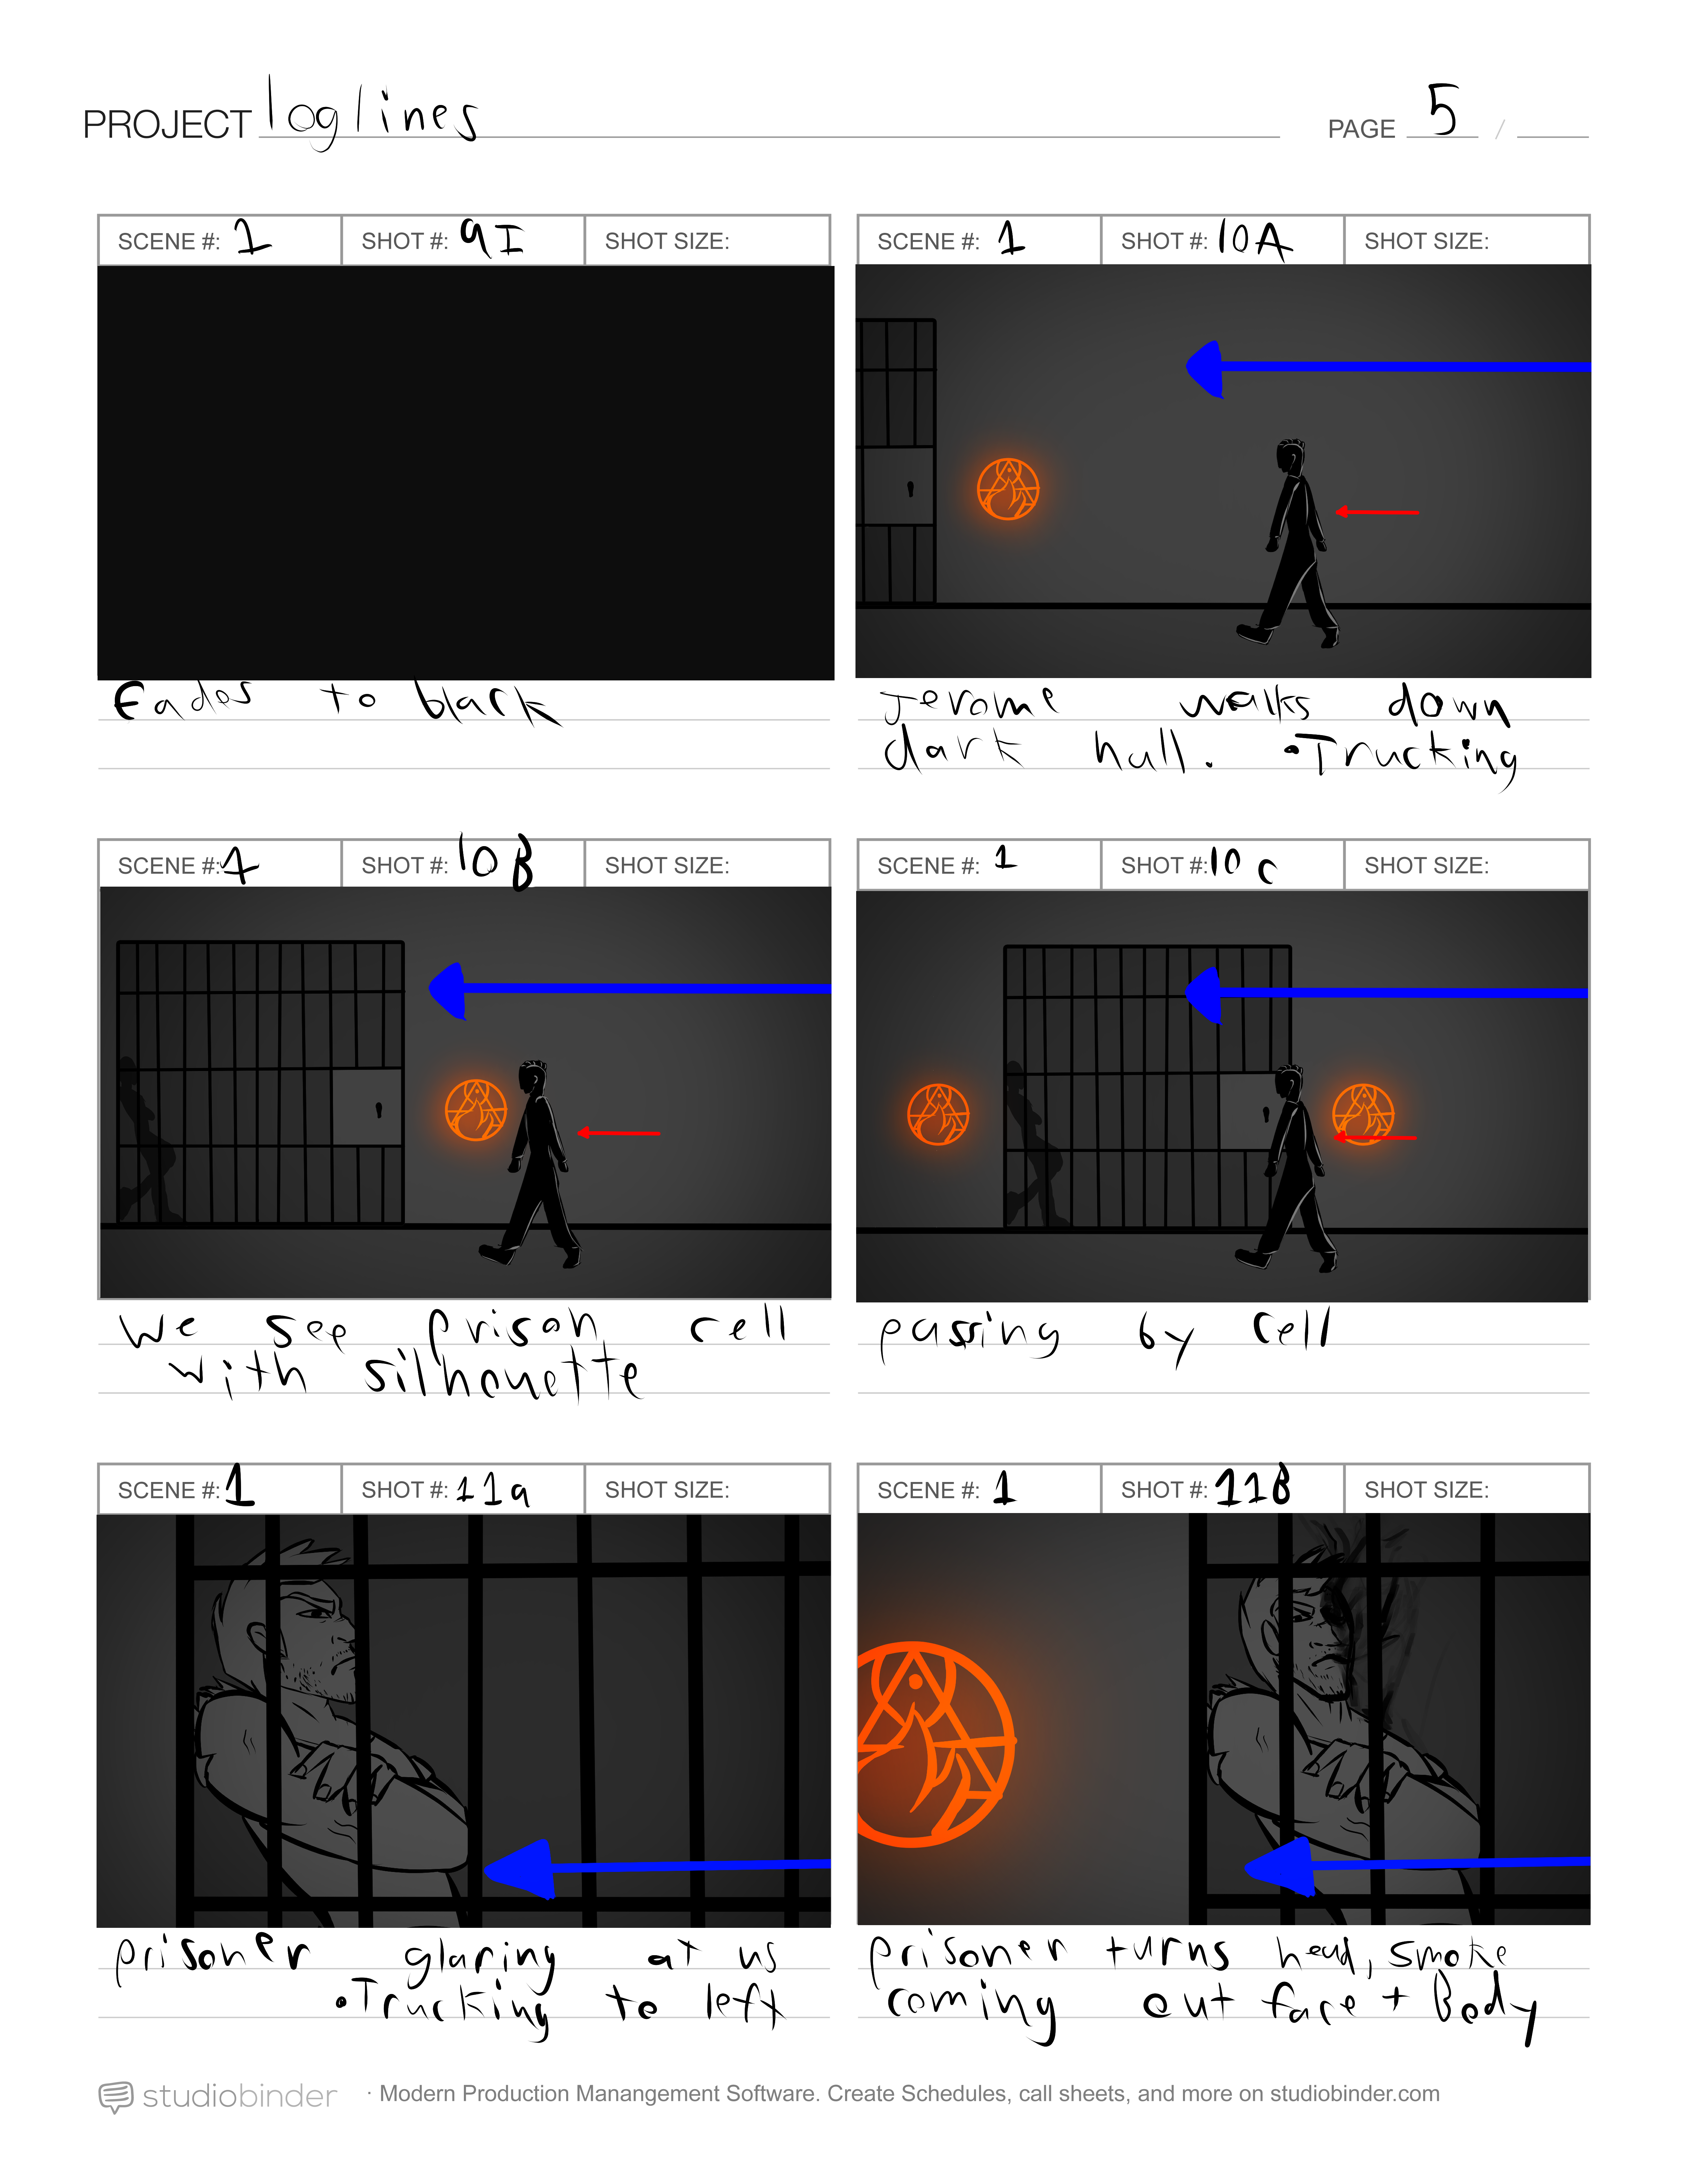 PROJECT loglines PAGE 5 /
SCENE #: 1 SHOT #: 9I SHOT SIZE:
Fades to black
SCENE #: 1 SHOT #: 10A SHOT SIZE:
Jerome walks down
dark hall. •Trucking
SCENE #: 1 SHOT #: 10B SHOT SIZE:
We see prison cell
with silhouette
SCENE #: 1 SHOT #: 10c SHOT SIZE:
passing by cell
SCENE #: 1 SHOT #: 11a SHOT SIZE:
prisoner glaring at us
•Trucking to left
SCENE #: 1 SHOT #: 11B SHOT SIZE:
prisoner turns head, smoke
coming out face + Body
studiobinder · Modern Production Manangement Software. Create Schedules, call sheets, and more on studiobinder.com